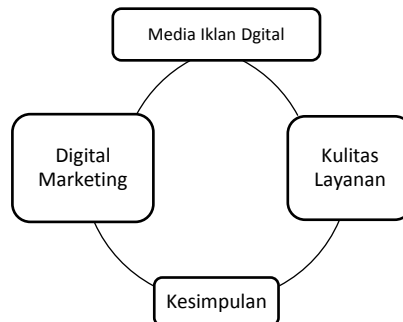 Media Iklan Dgital
Digital
Marketing
Kulitas
Layanan
Kesimpulan